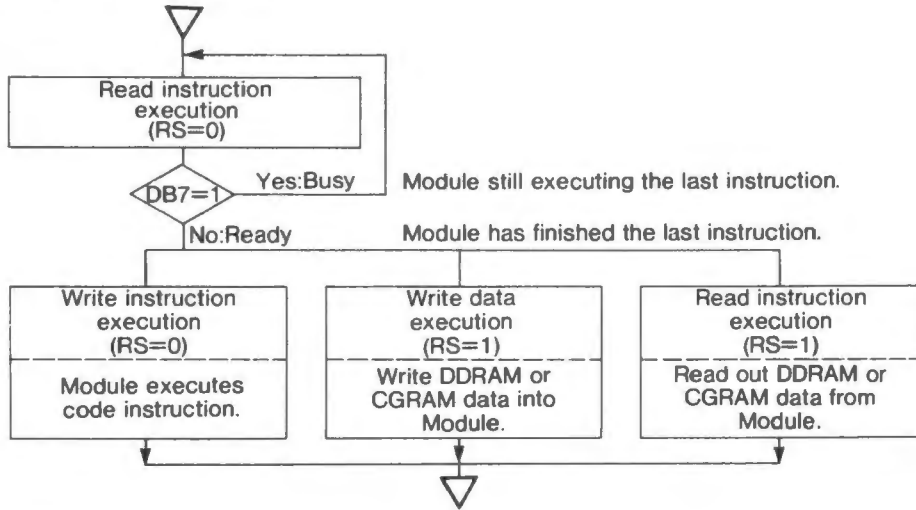 Read instruction
execution
(RS=0)
DB7=1
Yes:Busy
Module still executing the last instruction.
No:Ready
Module has finished the last instruction.
Write instruction
execution
(RS=0)
Module executes
code instruction.
Write data
execution
(RS=1)
Write DDRAM or
CGRAM data into
Module.
Read instruction
execution
(RS=1)
Read out DDRAM or
CGRAM data from
Module.